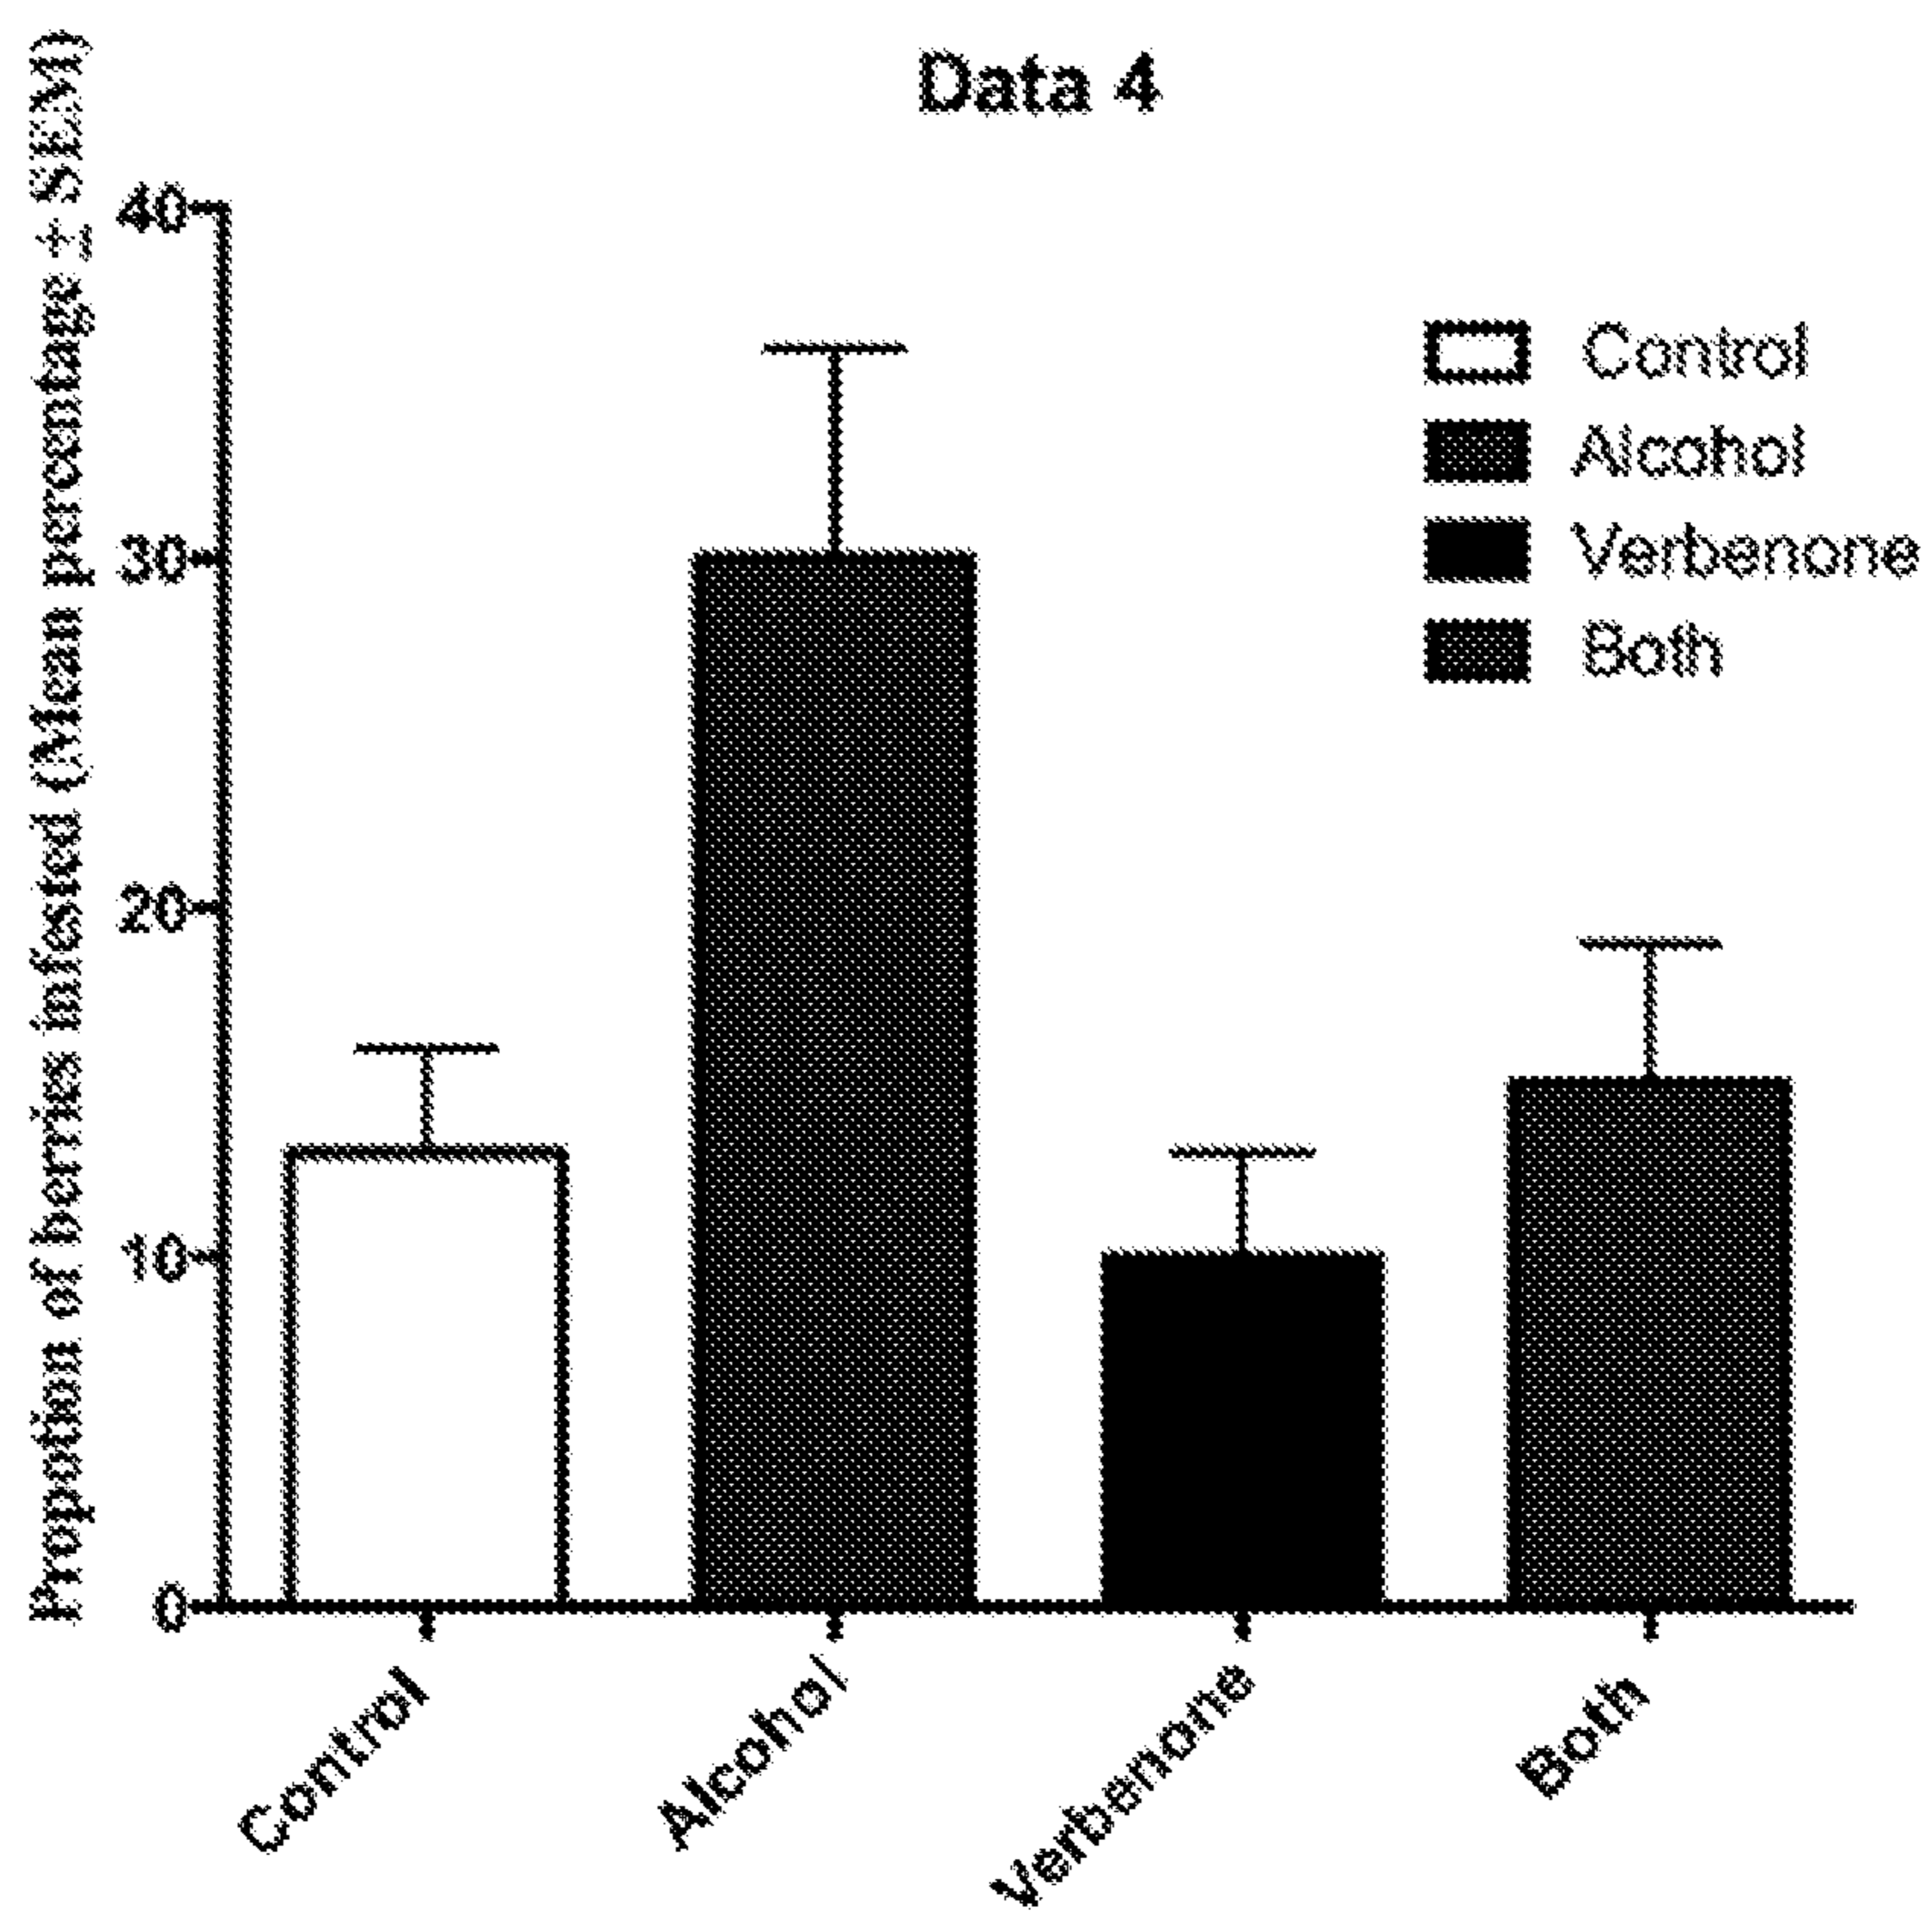 Data 4
Propotion of berries infested (Mean percentage ± SEM)
40
30
20
10
0
Control
Alcohol
Verbenone
Both
Control
Alcohol
Verbenone
Both